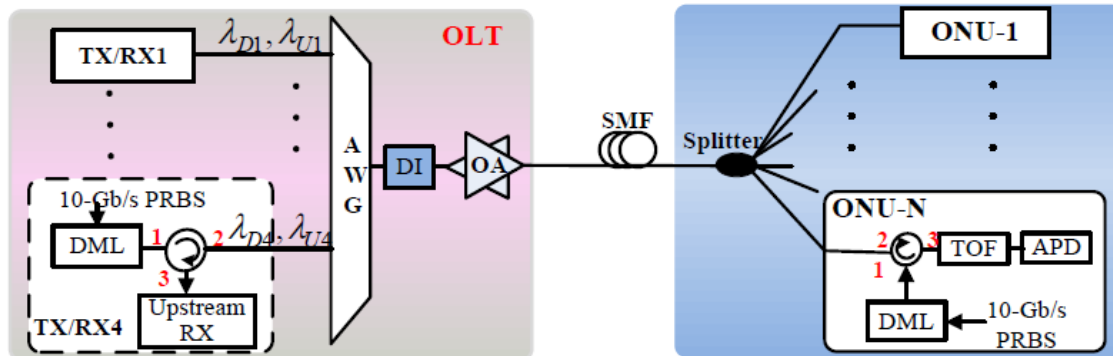 TX/RX1
λD1, λU1
OLT
AWG
DI
OA
10-Gb/s PRBS
DML
1
2
3
λD4, λU4
Upstream
RX
TX/RX4
SMF
Splitter
ONU-1
ONU-N
2
1
3
TOF
APD
DML
10-Gb/s
PRBS